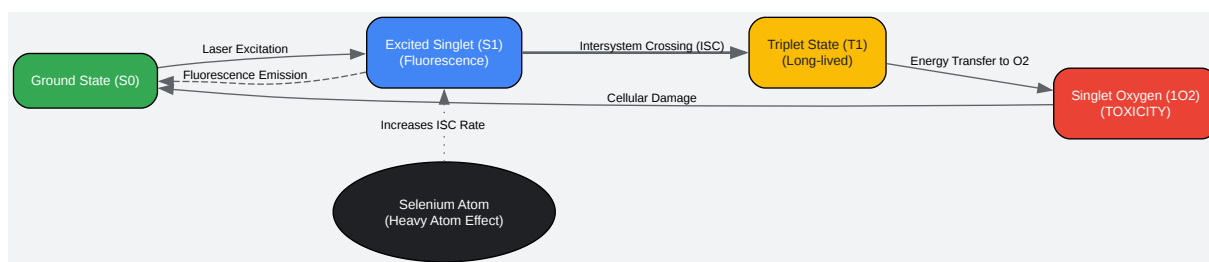 Ground State (S0)
Laser Excitation
Fluorescence Emission
Excited Singlet (S1)
(Fluorescence)
Intersystem Crossing (ISC)
Triplet State (T1)
(Long-lived)
Energy Transfer to O2
Singlet Oxygen (1O2)
(TOXICITY)
Cellular Damage
Increases ISC Rate
Selenium Atom
(Heavy Atom Effect)